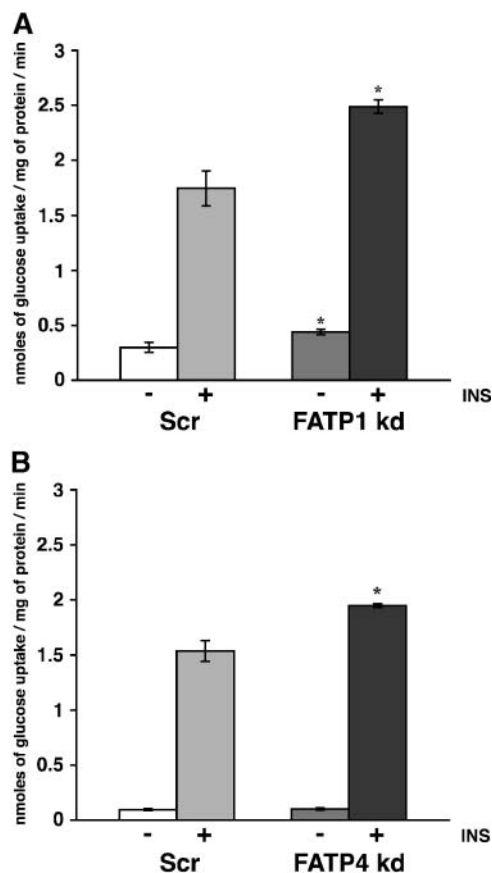 A
nmoles of glucose uptake / mg of protein / min
3
2.5
2
1.5
1
0.5
0
*
*
- + - + INS
Scr FATP1 kd
B
nmoles of glucose uptake / mg of protein / min
3
2.5
2
1.5
1
0.5
0
*
- + - + INS
Scr FATP4 kd